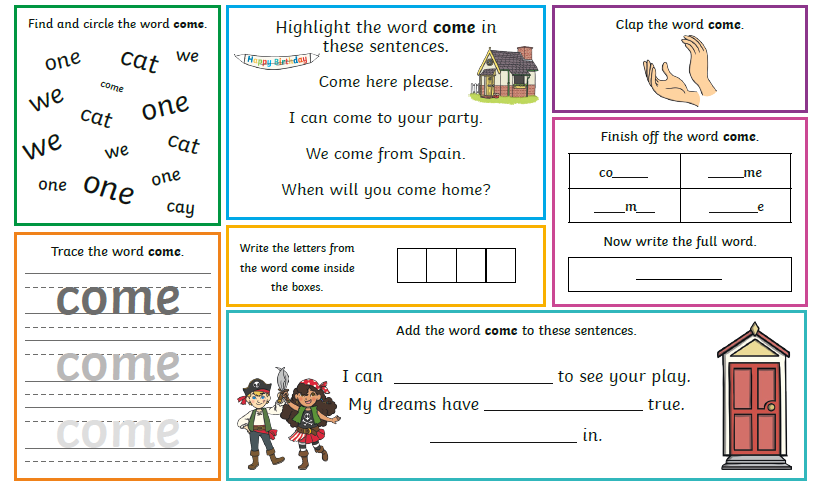 Find and circle the word come.
one cat we
come
we
cat one
we we cat
one one one
cay
Highlight the word come in
these sentences.
Happy Birthday
Come here please.
I can come to your party.
We come from Spain.
When will you come home?
Clap the word come.
Finish off the word come.
co_____ _____me
____m___ _______e
Now write the full word.
____________
Trace the word come.
come
come
come
Write the letters from
the word come inside
the boxes.
Add the word come to these sentences.
I can ________________ to see your play.
My dreams have ________________ true.
_______________ in.